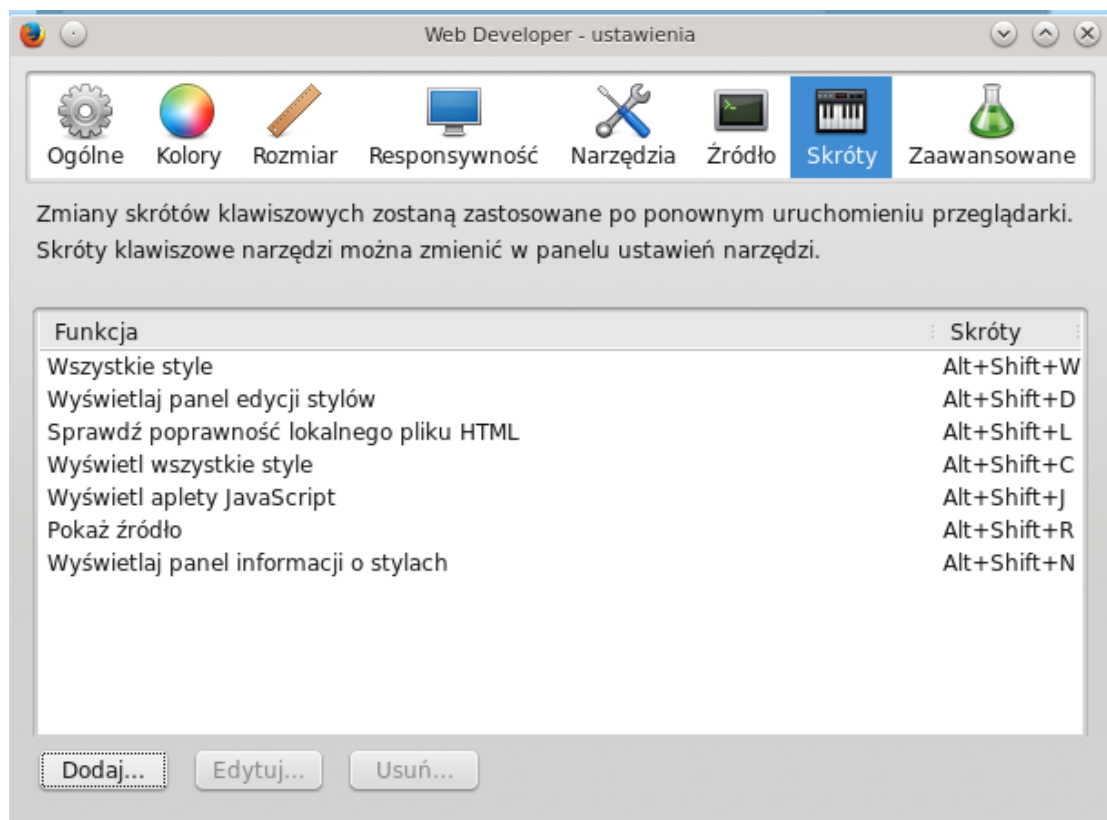 Web Developer - ustawienia
Ogólne Kolory Rozmiar Responsywność Narzędzia Źródło Skróty Zaawansowane
Zmiany skrótów klawiszowych zostaną zastosowane po ponownym uruchomieniu przeglądarki.
Skróty klawiszowe narzędzi można zmienić w panelu ustawień narzędzi.
Funkcja Skróty
Wszystkie style Alt+Shift+W
Wyświetlaj panel edycji stylów Alt+Shift+D
Sprawdź poprawność lokalnego pliku HTML Alt+Shift+L
Wyświetl wszystkie style Alt+Shift+C
Wyświetl aplety JavaScript Alt+Shift+J
Pokaż źródło Alt+Shift+R
Wyświetlaj panel informacji o stylach Alt+Shift+N
Dodaj... Edytuj... Usuń...